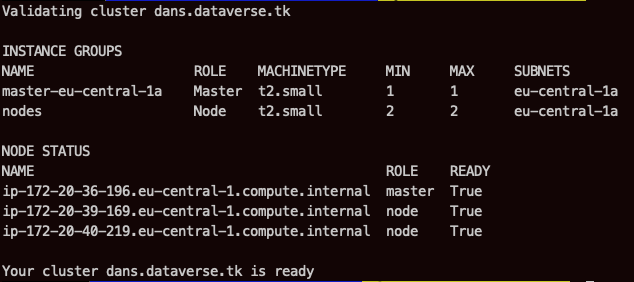 Validating cluster dans.dataverse.tk
INSTANCE GROUPS
NAME ROLE MACHINETYPE MIN MAX SUBNETS
master-eu-central-1a Master t2.small 1 1 eu-central-1a
nodes Node t2.small 2 2 eu-central-1a
NODE STATUS
NAME ROLE READY
ip-172-20-36-196.eu-central-1.compute.internal master True
ip-172-20-39-169.eu-central-1.compute.internal node True
ip-172-20-40-219.eu-central-1.compute.internal node True
Your cluster dans.dataverse.tk is ready